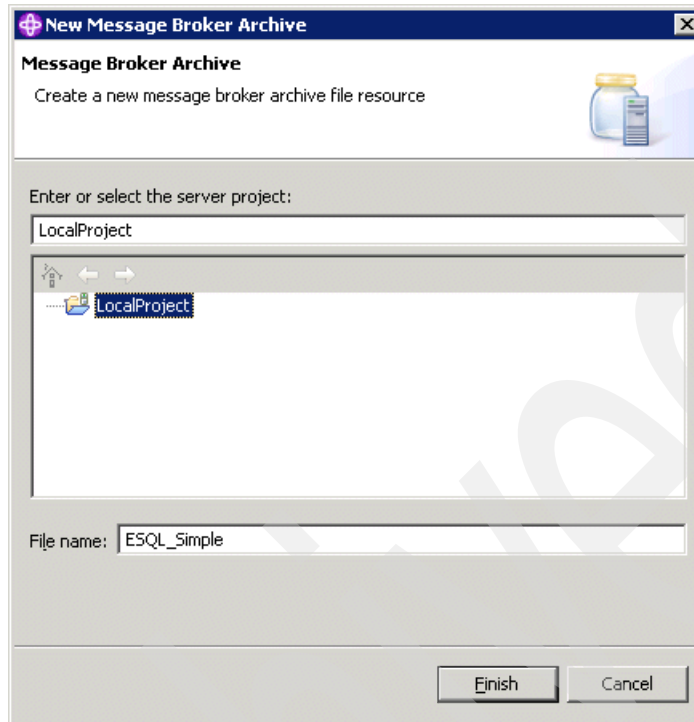 New Message Broker Archive
Message Broker Archive
Create a new message broker archive file resource
Enter or select the server project:
LocalProject
LocalProject
File name: ESQL_Simple
Finish Cancel